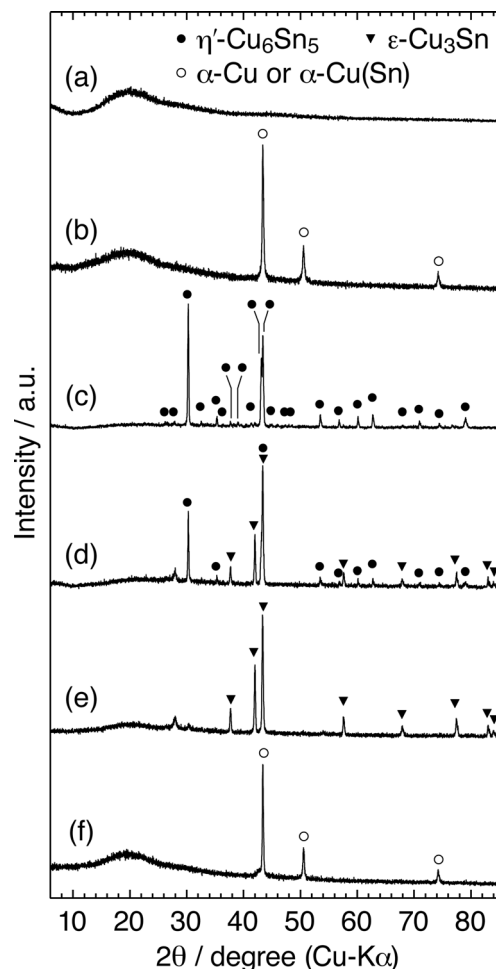 ● η′-Cu6Sn5 ▼ ε-Cu3Sn
○ α-Cu or α-Cu(Sn)
(a)
(b)
(c)
(d)
(e)
(f)
Intensity / a.u.
10 20 30 40 50 60 70 80
2θ / degree (Cu-Kα)